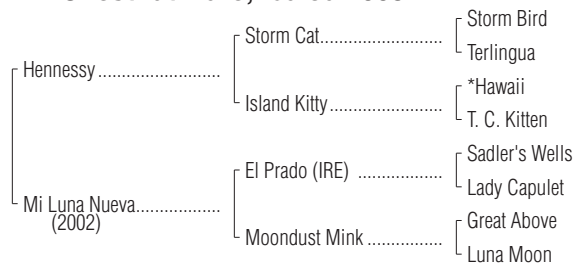 Storm Bird
Storm Cat
Terlingua
Hennessy
*Hawaii
Island Kitty
T. C. Kitten
Sadler's Wells
El Prado (IRE)
Lady Capulet
Mi Luna Nueva
(2002)
Great Above
Moondust Mink
Luna Moon